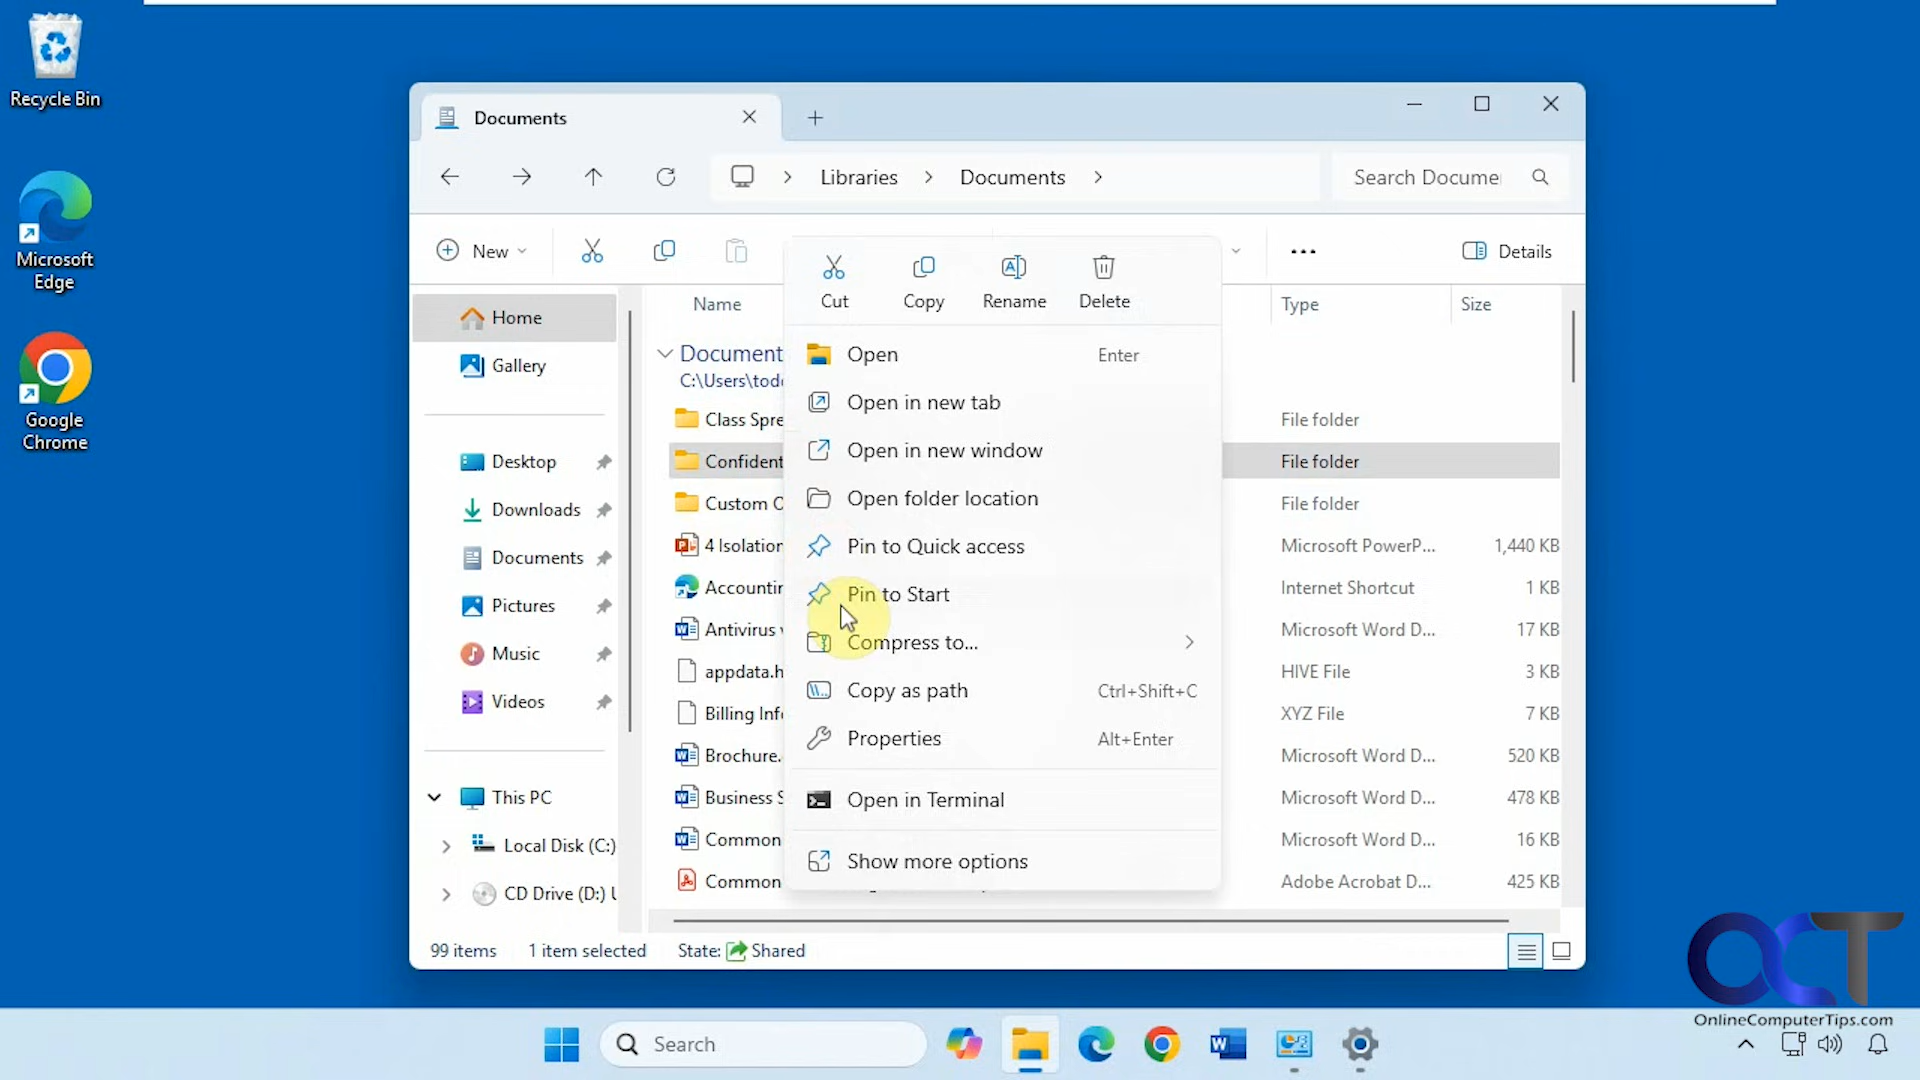 Recycle Bin
Microsoft
Edge
Google
Chrome
Documents
Libraries
Documents
Search Docume
New
Details
Cut
Copy
Rename
Delete
Name
Type
Size
Home
Gallery
Desktop
Downloads
Documents
Pictures
Music
Videos
This PC
Local Disk (C:)
CD Drive (D:) U
Document
C:\Users\todd
Class Spre
File folder
Confident
File folder
Custom O
File folder
4 Isolation
Microsoft PowerP...
1,440 KB
Accountin
Internet Shortcut
1 KB
Antivirus v
Microsoft Word D...
17 KB
appdata.h
HIVE File
3 KB
Billing Info
XYZ File
7 KB
Brochure.
Microsoft Word D...
520 KB
Business S
Microsoft Word D...
478 KB
Common
Microsoft Word D...
16 KB
Common
Adobe Acrobat D...
425 KB
Open Enter
Open in new tab
Open in new window
Open folder location
Pin to Quick access
Pin to Start
Compress to...
Copy as path Ctrl+Shift+C
Properties Alt+Enter
Open in Terminal
Show more options
99 items 1 item selected State: Shared
OCT
OnlineComputerTips.com
Search